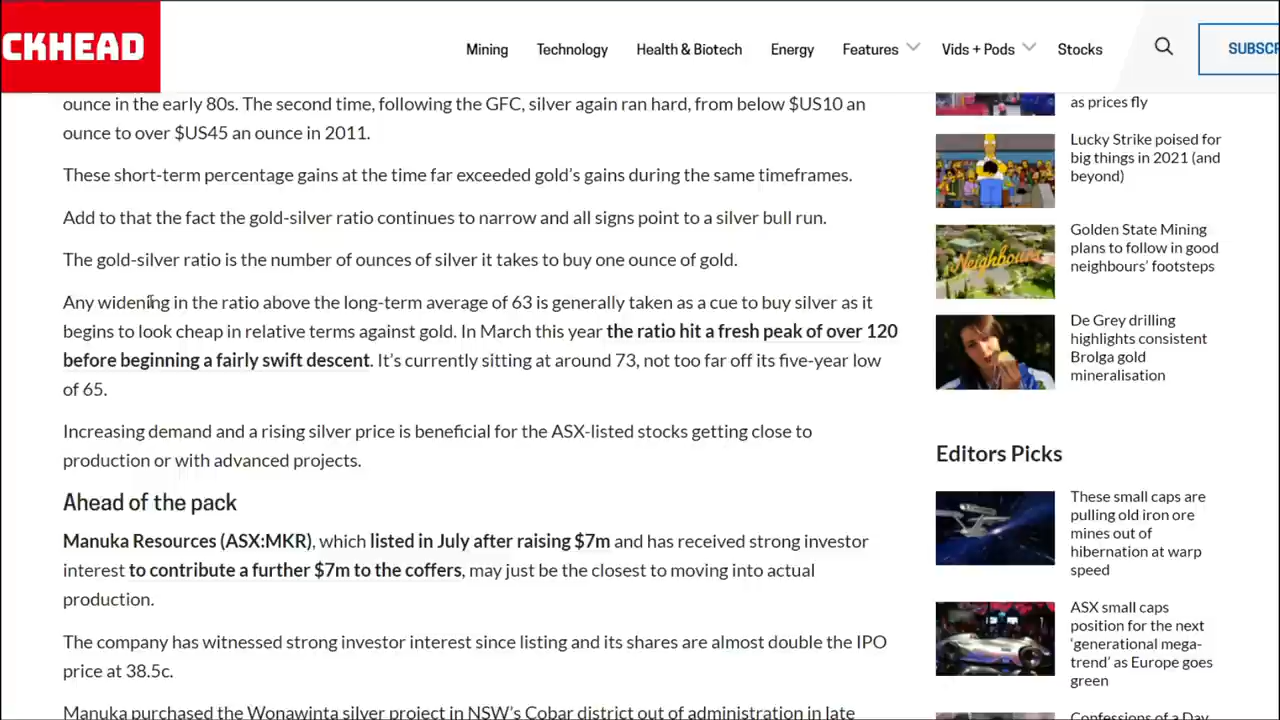 CKHEAD
Mining
Technology
Health & Biotech
Energy
Features
Vids + Pods
Stocks
SUBSCR
ounce in the early 80s. The second time, following the GFC, silver again ran hard, from below $US10 an
ounce to over $US45 an ounce in 2011.
These short-term percentage gains at the time far exceeded gold’s gains during the same timeframes.
Add to that the fact the gold-silver ratio continues to narrow and all signs point to a silver bull run.
The gold-silver ratio is the number of ounces of silver it takes to buy one ounce of gold.
Any widening in the ratio above the long-term average of 63 is generally taken as a cue to buy silver as it
begins to look cheap in relative terms against gold. In March this year the ratio hit a fresh peak of over 120
before beginning a fairly swift descent. It’s currently sitting at around 73, not too far off its five-year low
of 65.
Increasing demand and a rising silver price is beneficial for the ASX-listed stocks getting close to
production or with advanced projects.
Ahead of the pack
Manuka Resources (ASX:MKR), which listed in July after raising $7m and has received strong investor
interest to contribute a further $7m to the coffers, may just be the closest to moving into actual
production.
The company has witnessed strong investor interest since listing and its shares are almost double the IPO
price at 38.5c.
Manuka purchased the Wonawinta silver project in NSW’s Cobar district out of administration in late
as prices fly
Lucky Strike poised for
big things in 2021 (and
beyond)
Neighbours
Golden State Mining
plans to follow in good
neighbours’ footsteps
De Grey drilling
highlights consistent
Brolga gold
mineralisation
Editors Picks
These small caps are
pulling old iron ore
mines out of
hibernation at warp
speed
ASX small caps
position for the next
‘generational mega-
trend’ as Europe goes
green
Confessions of a Day